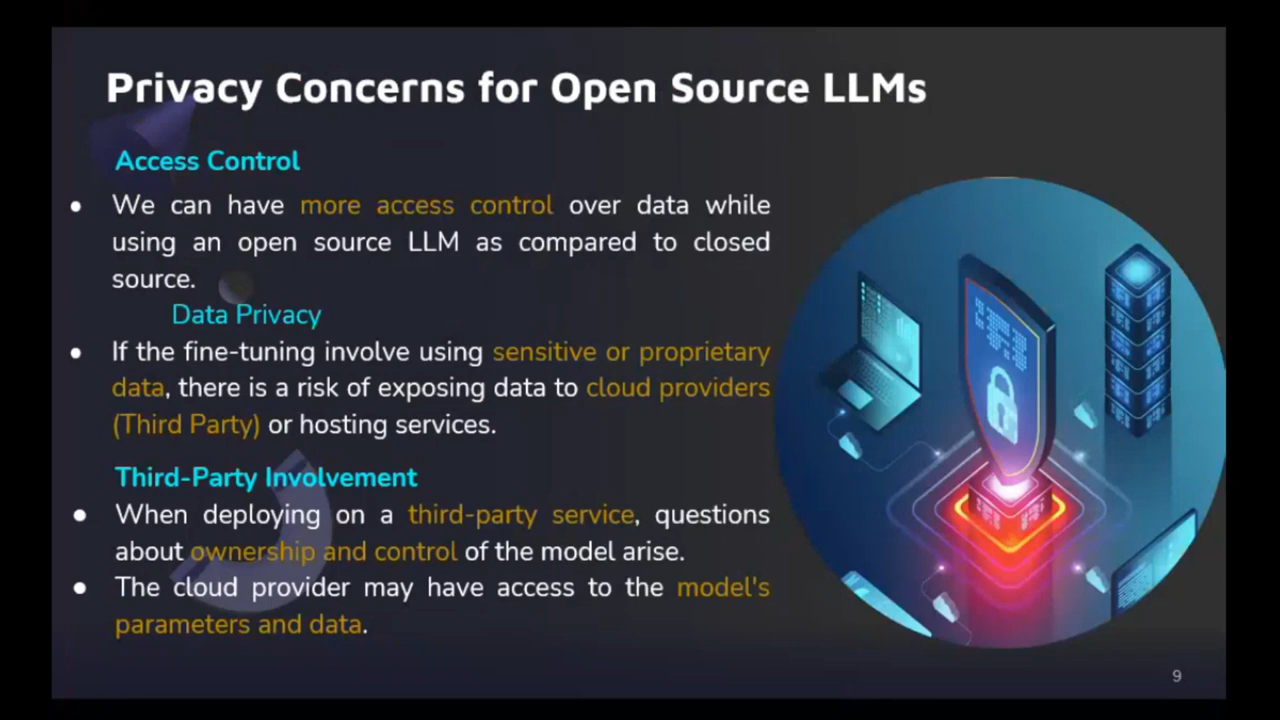 Privacy Concerns for Open Source LLMs
Access Control
● We can have more access control over data while
using an open source LLM as compared to closed
source.
Data Privacy
● If the fine-tuning involve using sensitive or proprietary
data, there is a risk of exposing data to cloud providers
(Third Party) or hosting services.
Third-Party Involvement
● When deploying on a third-party service, questions
about ownership and control of the model arise.
● The cloud provider may have access to the model's
parameters and data.
9